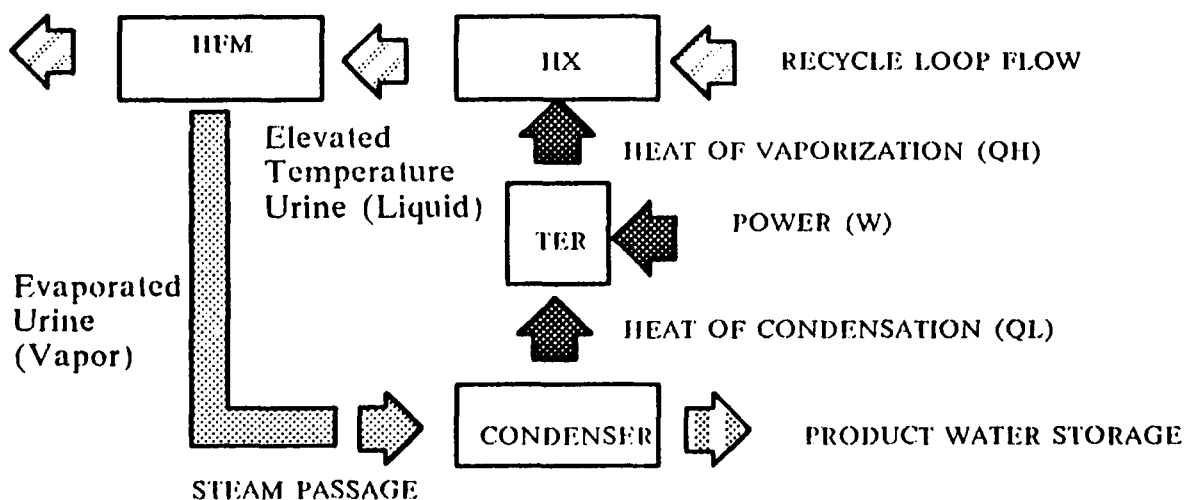 HFM
HX
RECYCLE LOOP FLOW
Elevated
Temperature
Urine (Liquid)
HEAT OF VAPORIZATION (QH)
TER
POWER (W)
Evaporated
Urine
(Vapor)
HEAT OF CONDENSATION (QL)
CONDENSER
PRODUCT WATER STORAGE
STEAM PASSAGE